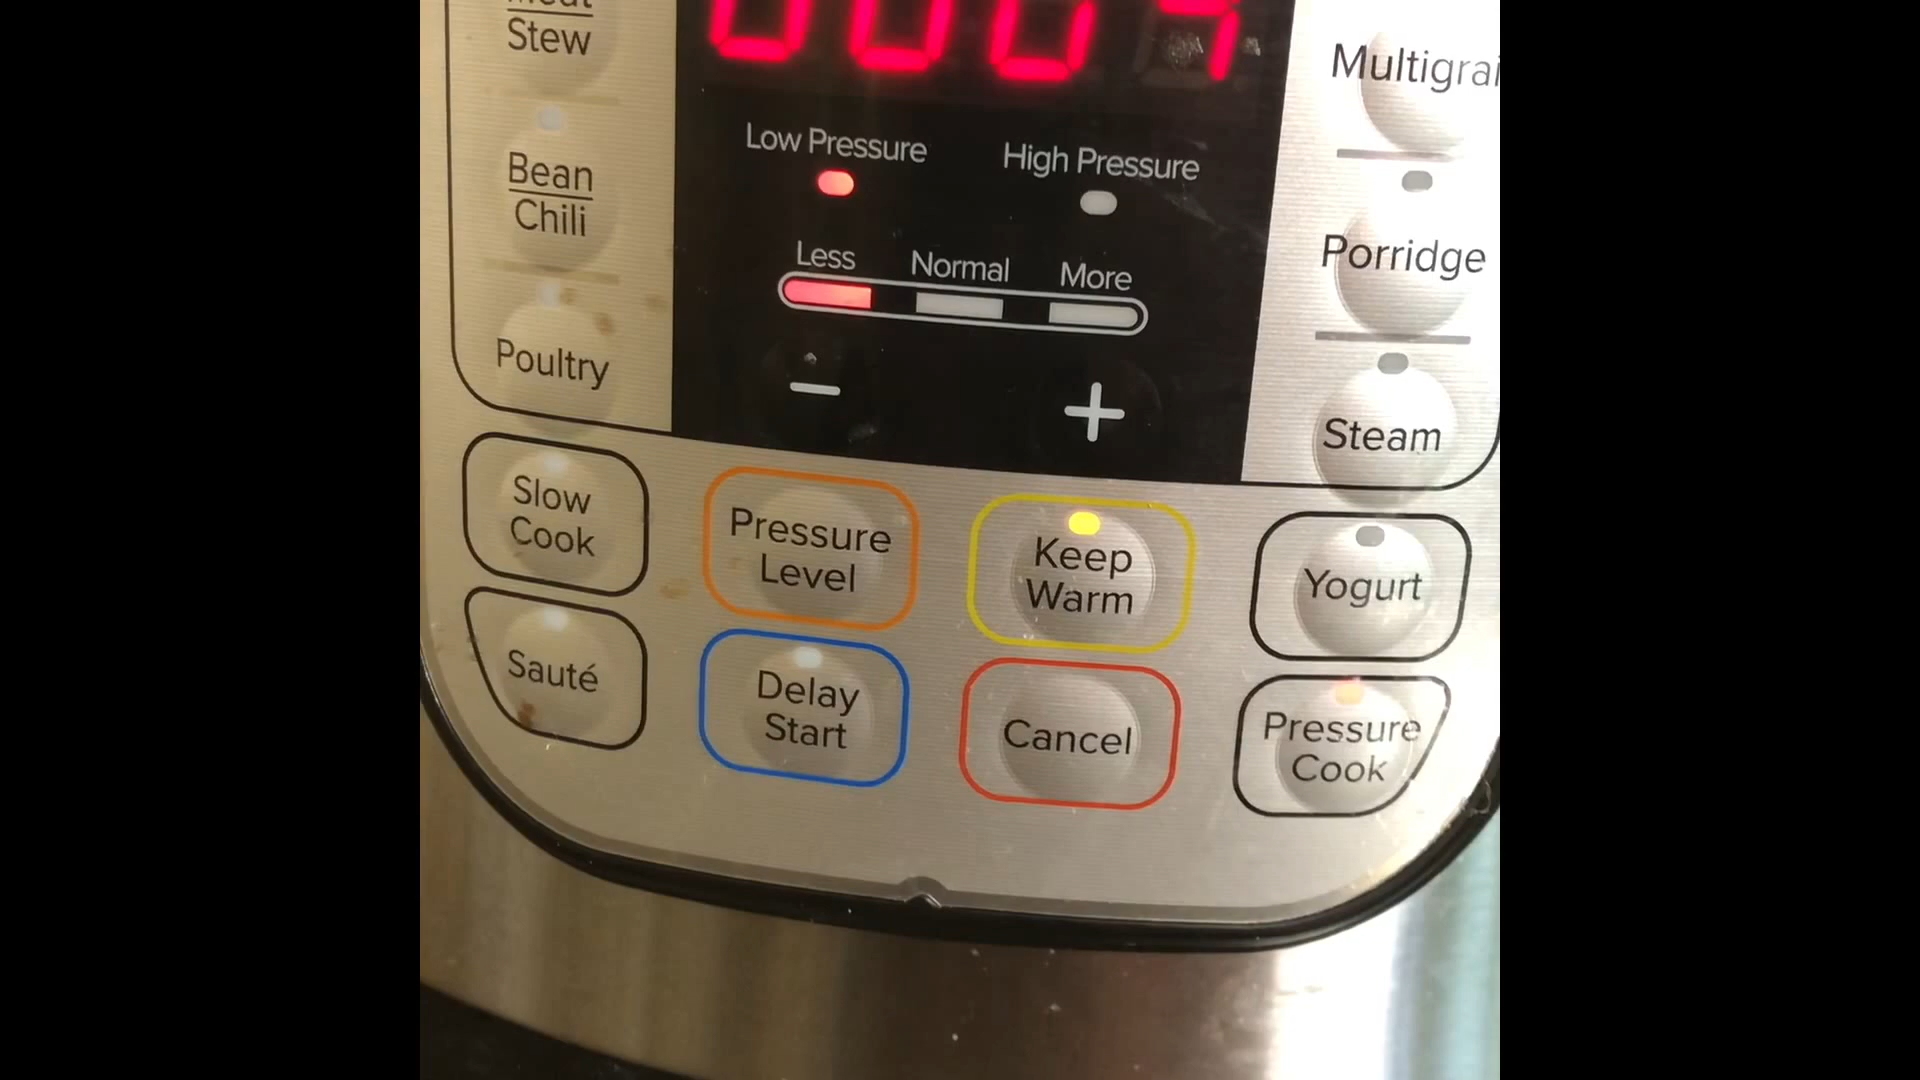 Stew
Bean
Chili
Poultry
Slow
Cook
Sauté
Low Pressure
High Pressure
Less
Normal
More
−
+
Pressure
Level
Keep
Warm
Delay
Start
Cancel
Multigrai
Porridge
Steam
Yogurt
Pressure
Cook